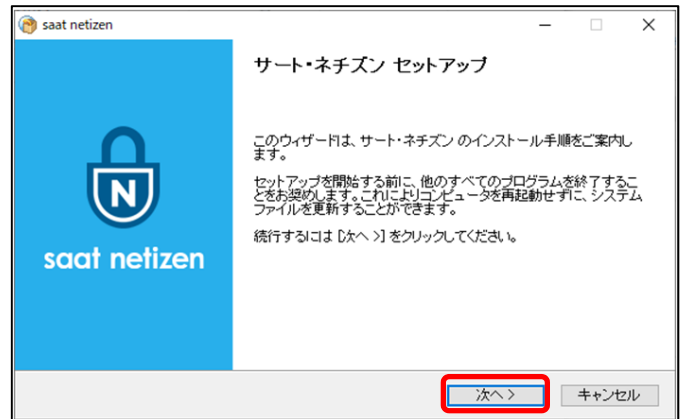 saat netizen
サート・ネチズン セットアップ
このウィザードは、サート・ネチズン のインストール手順をご案内し
ます。
セットアップを開始する前に、他のすべてのプログラムを終了するこ
とをお奨めします。これによりコンピュータを再起動せずに、システム
ファイルを更新することができます。
続行するには [次へ >] をクリックしてください。
N
saat netizen
次へ >
キャンセル